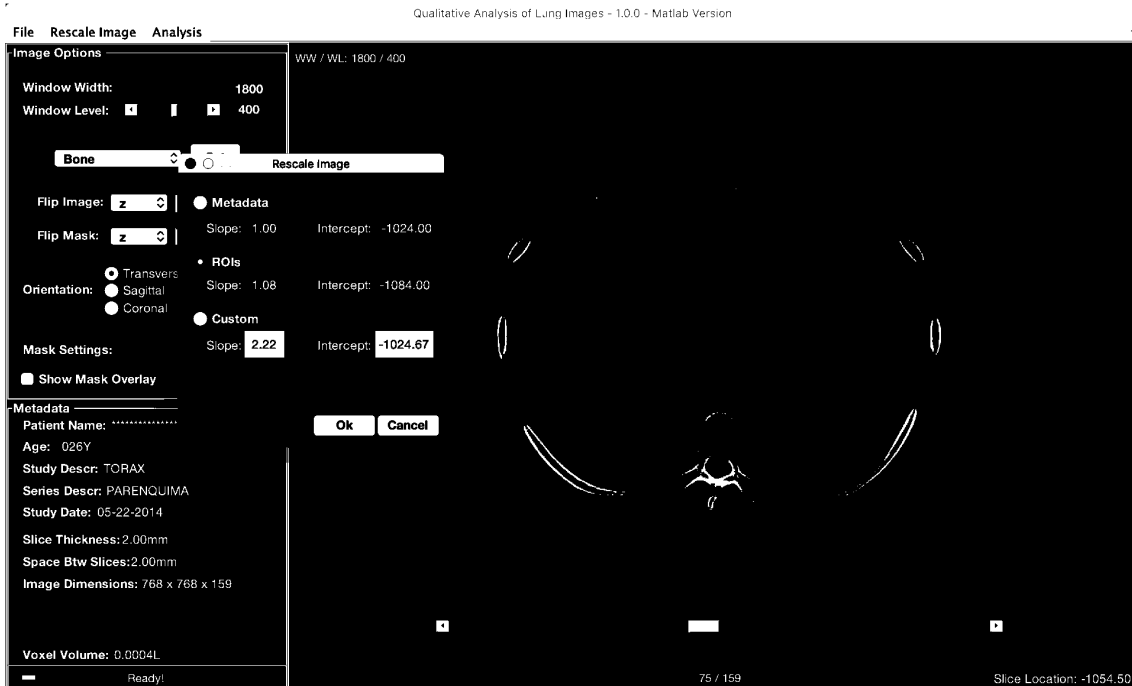 Qualitative Analysis of Lung Images - 1.0.0 - Matlab Version
File Rescale Image Analysis
Image Options
WW / WL: 1800 / 400
Window Width: 1800
Window Level: 400
Bone
Rescale Image
Flip Image: z
Metadata
Slope: 1.00 Intercept: -1024.00
Flip Mask: z
ROIs
Slope: 1.08 Intercept: -1084.00
Orientation:
Transvers
Sagittal
Coronal
Custom
Slope: 2.22 Intercept: -1024.67
Mask Settings:
Show Mask Overlay
Ok Cancel
Metadata
Patient Name: ***************
Age: 026Y
Study Descr: TORAX
Series Descr: PARENQUIMA
Study Date: 05-22-2014
Slice Thickness:2.00mm
Space Btw Slices:2.00mm
Image Dimensions: 768 x 768 x 159
Voxel Volume: 0.0004L
Ready!
75 / 159
Slice Location: -1054.50